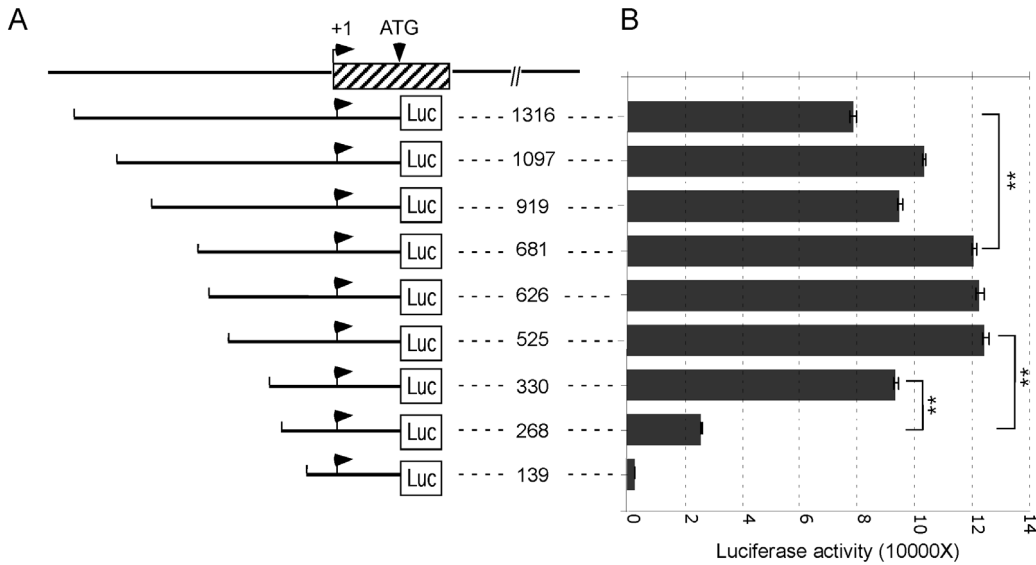 A
B
+1
ATG
//
Luc
1316
Luc
1097
Luc
919
Luc
681
Luc
626
Luc
525
Luc
330
Luc
268
Luc
139
**
**
**
0
2
4
6
8
10
12
14
Luciferase activity (10000X)